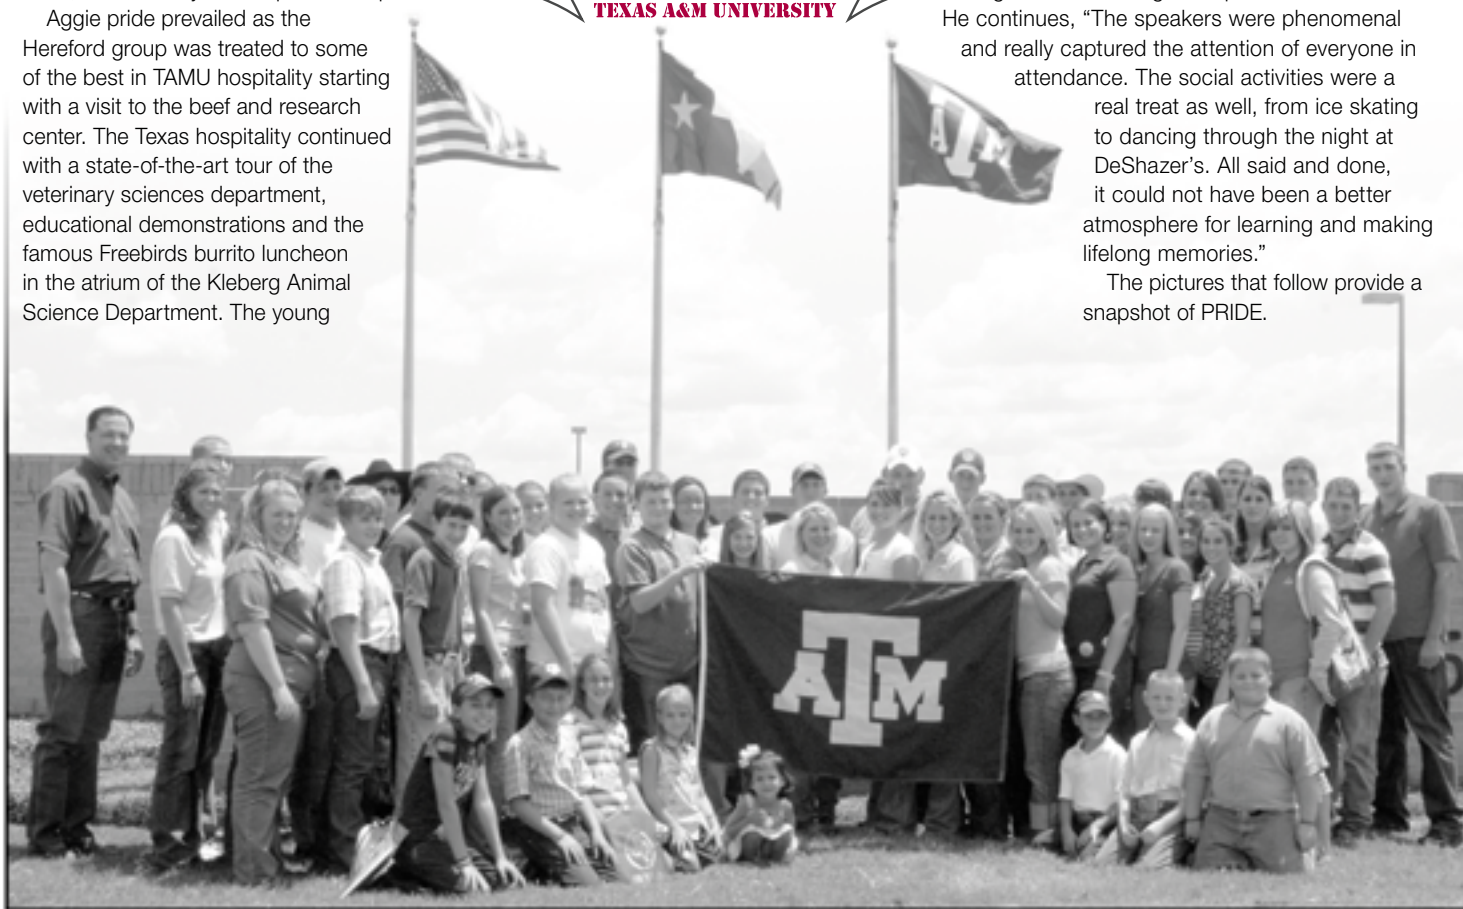 TEXAS A&M UNIVERSITY
Aggie pride prevailed as the
Hereford group was treated to some
of the best in TAMU hospitality starting
with a visit to the beef and research
center. The Texas hospitality continued
with a state-of-the-art tour of the
veterinary sciences department,
educational demonstrations and the
famous Freebirds burrito luncheon
in the atrium of the Kleberg Animal
Science Department. The young
He continues, “The speakers were phenomenal
and really captured the attention of everyone in
attendance. The social activities were a
real treat as well, from ice skating
to dancing through the night at
DeShazer’s. All said and done,
it could not have been a better
atmosphere for learning and making
lifelong memories.”
The pictures that follow provide a
snapshot of PRIDE.
ATM
ATM